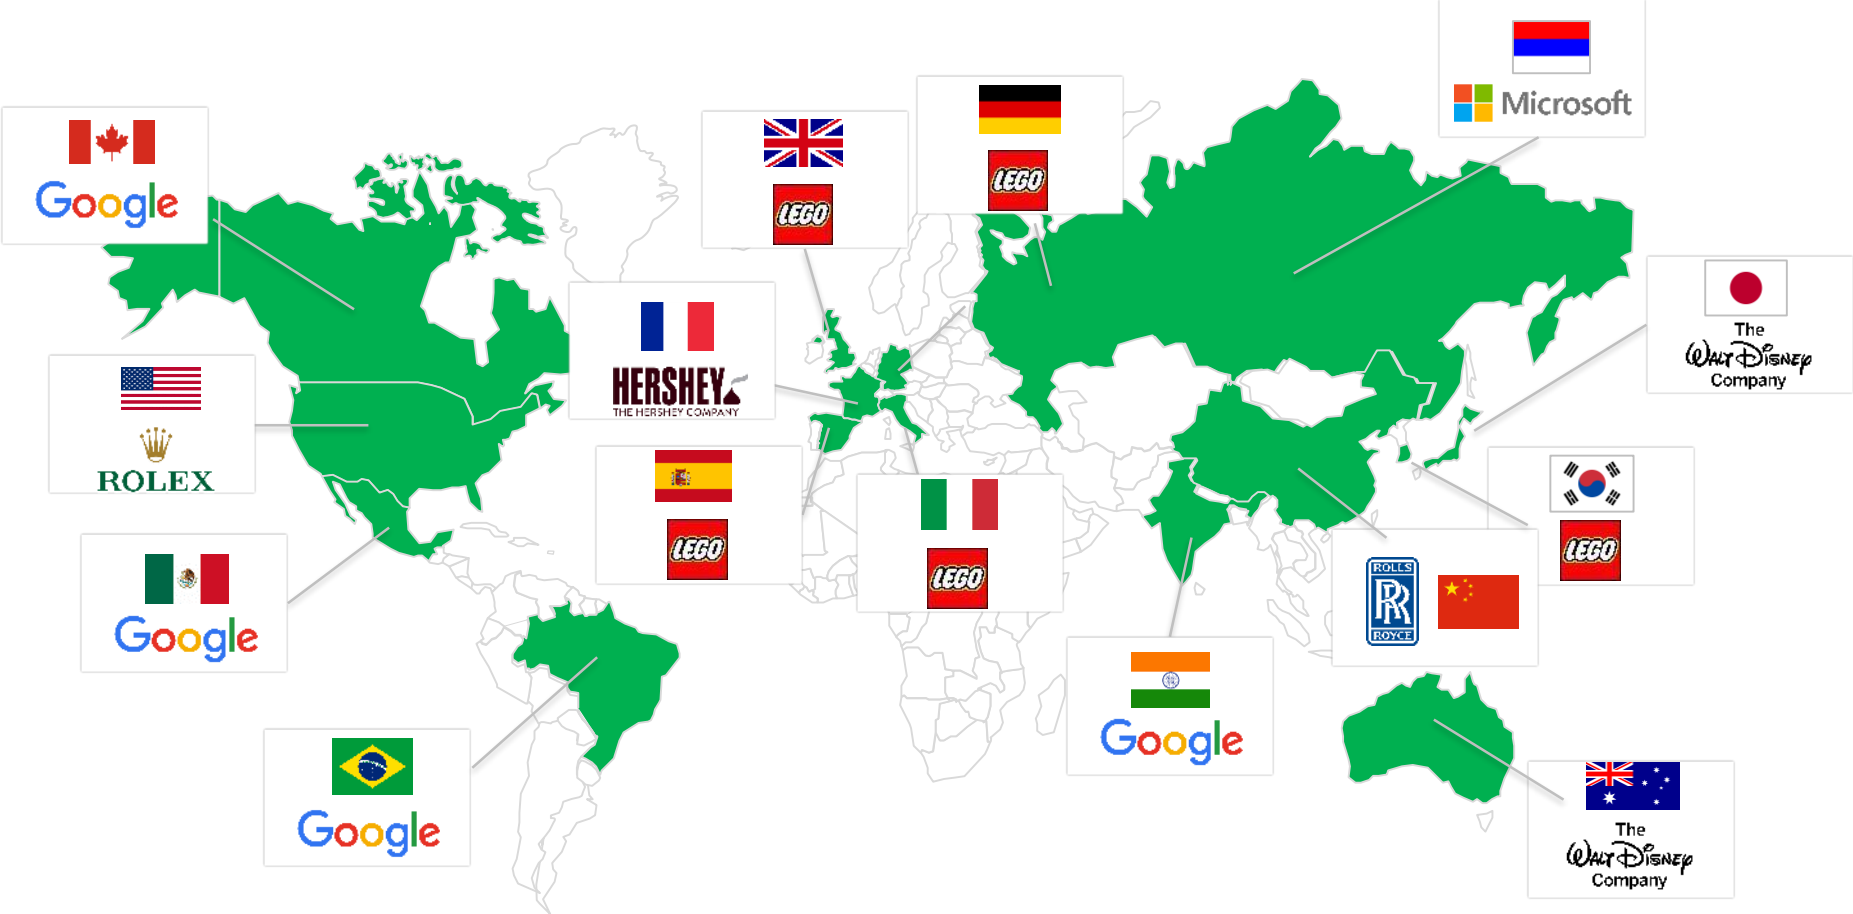 Microsoft
Google
LEGO
LEGO
The
WALT DISNEY
Company
HERSHEY
THE HERSHEY COMPANY
ROLEX
LEGO
LEGO
LEGO
ROLLS
RR
ROYCE
Google
Google
Google
The
WALT DISNEY
Company